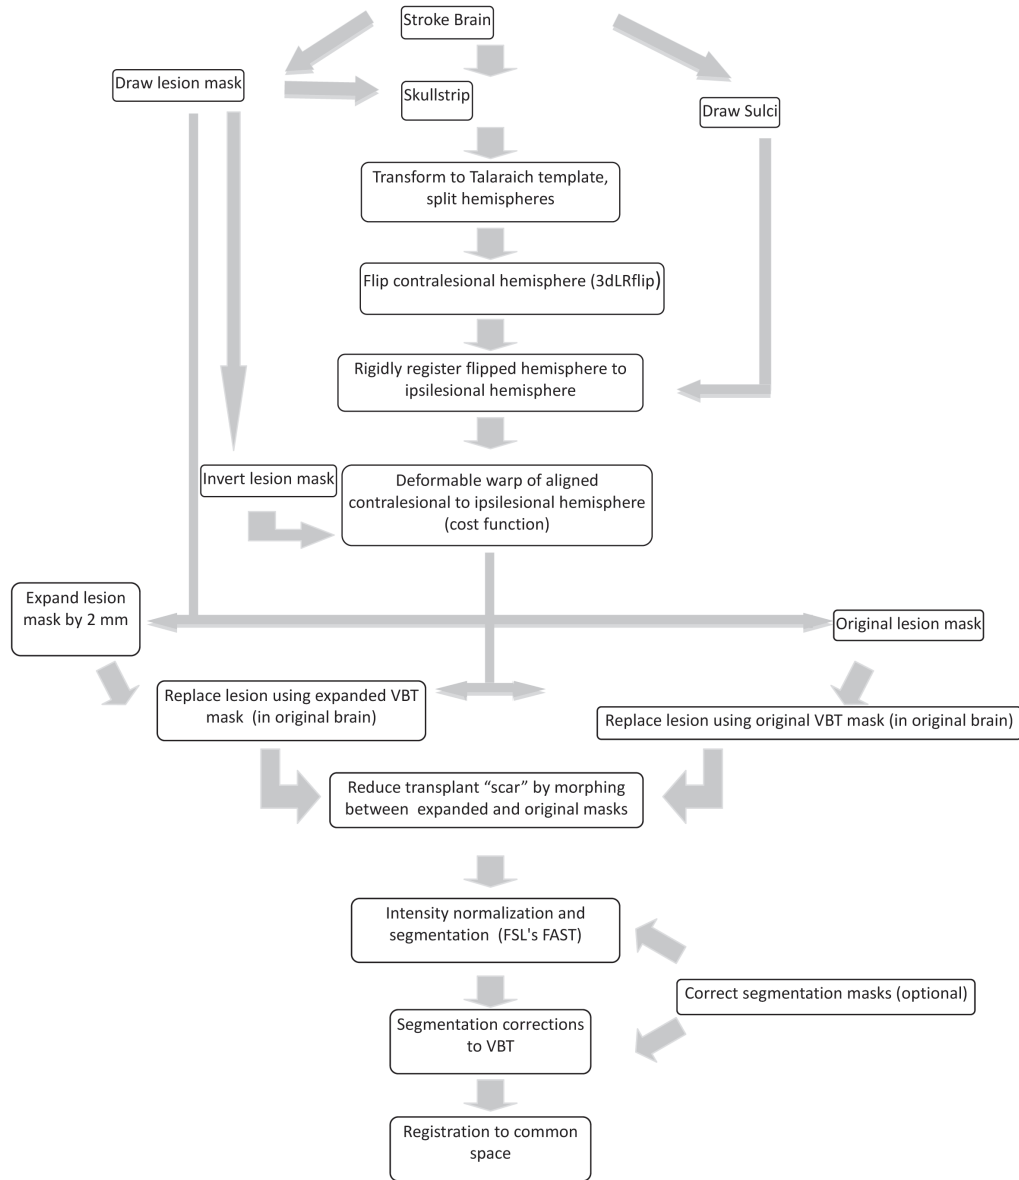 Stroke Brain
Draw lesion mask
Skullstrip
Draw Sulci
Transform to Talaraich template,
split hemispheres
Flip contralesional hemisphere (3dLRflip)
Rigidly register flipped hemisphere to
ipsilesional hemisphere
Invert lesion mask
Deformable warp of aligned
contralesional to ipsilesional hemisphere
(cost function)
Expand lesion
mask by 2 mm
Original lesion mask
Replace lesion using expanded VBT
mask  (in original brain)
Replace lesion using original VBT mask (in original brain)
Reduce transplant “scar” by morphing
between  expanded and original masks
Intensity normalization and
segmentation  (FSL's FAST)
Correct segmentation masks (optional)
Segmentation corrections
to VBT
Registration to common
space